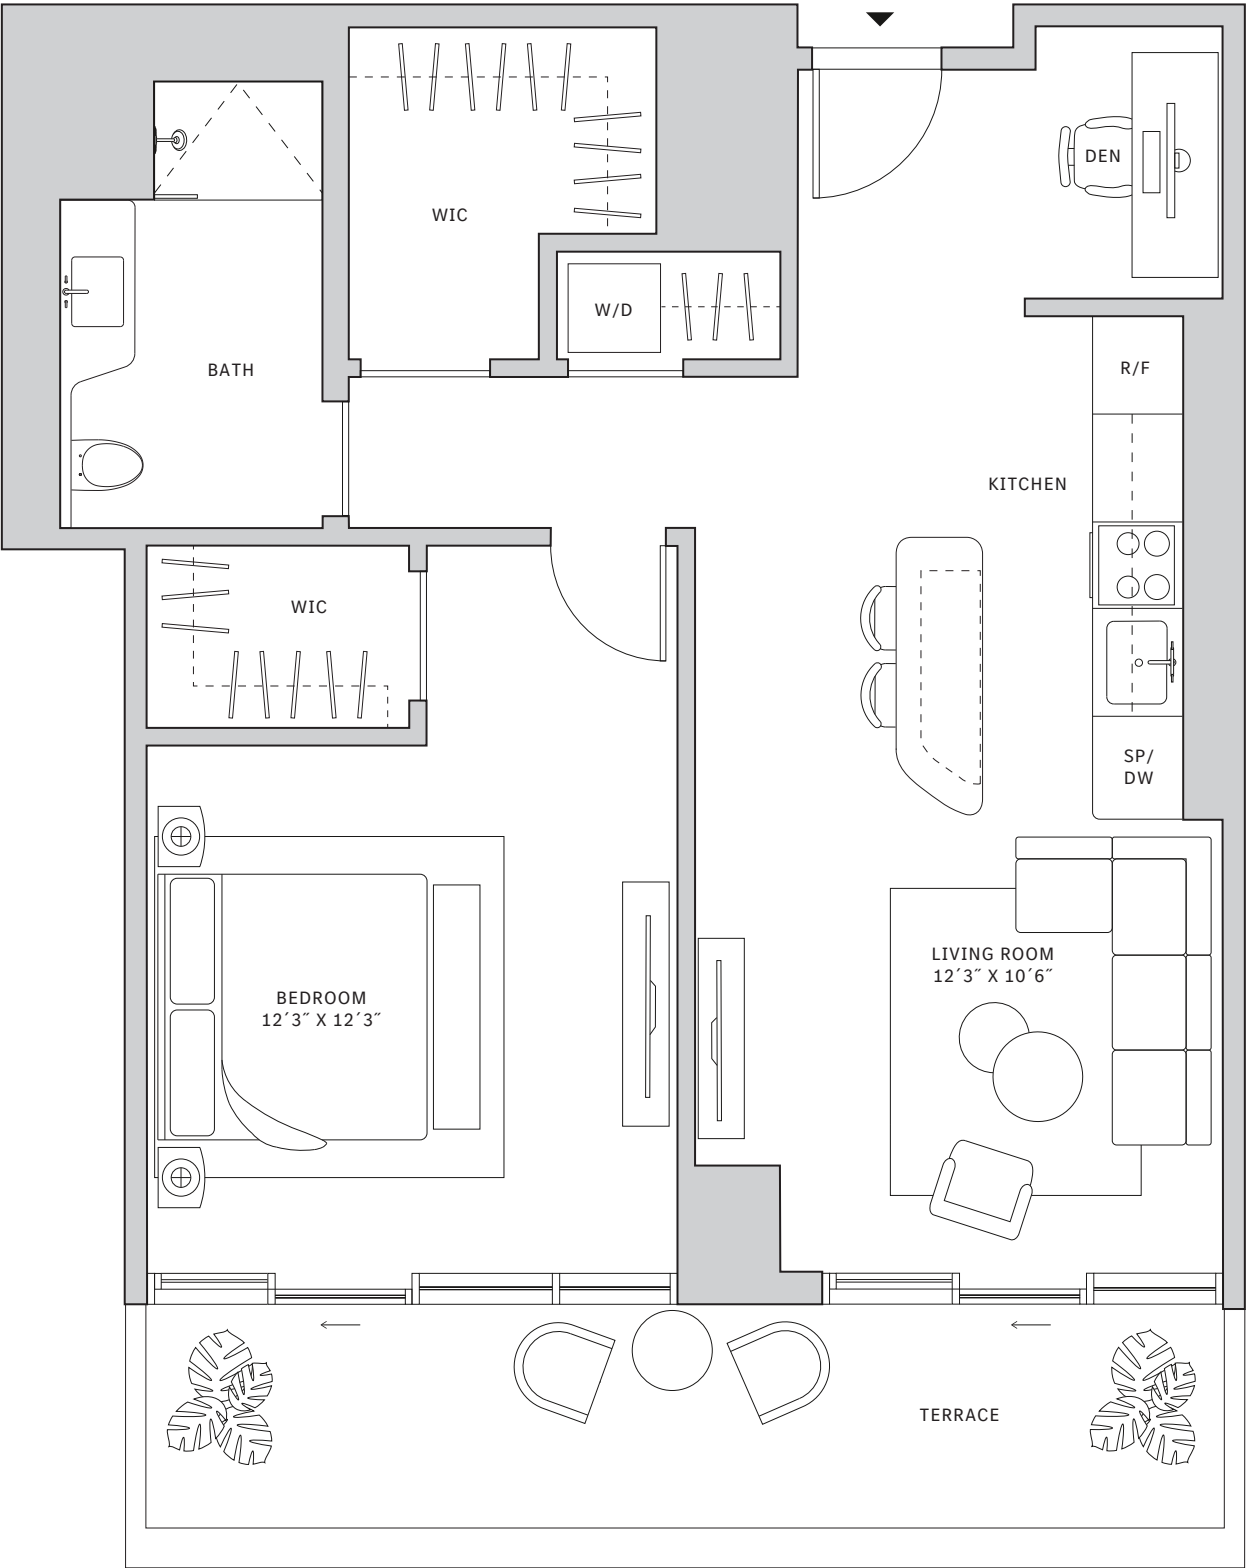 DEN
WIC
W/D
BATH
R/F
KITCHEN
WIC
SP/
DW
LIVING ROOM
12´3˝ X 10´6˝
BEDROOM
12´3˝ X 12´3˝
TERRACE